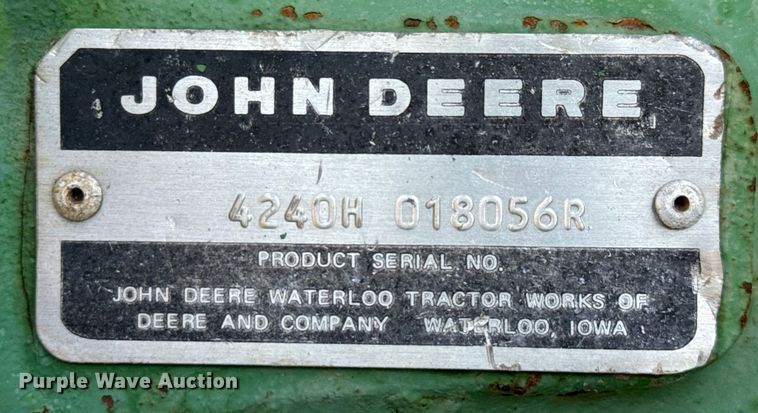 JOHN DEERE
4240H 018056R
PRODUCT SERIAL NO.
JOHN DEERE WATERLOO TRACTOR WORKS OF
DEERE AND COMPANY WATERLOO, IOWA
Purple Wave Auction